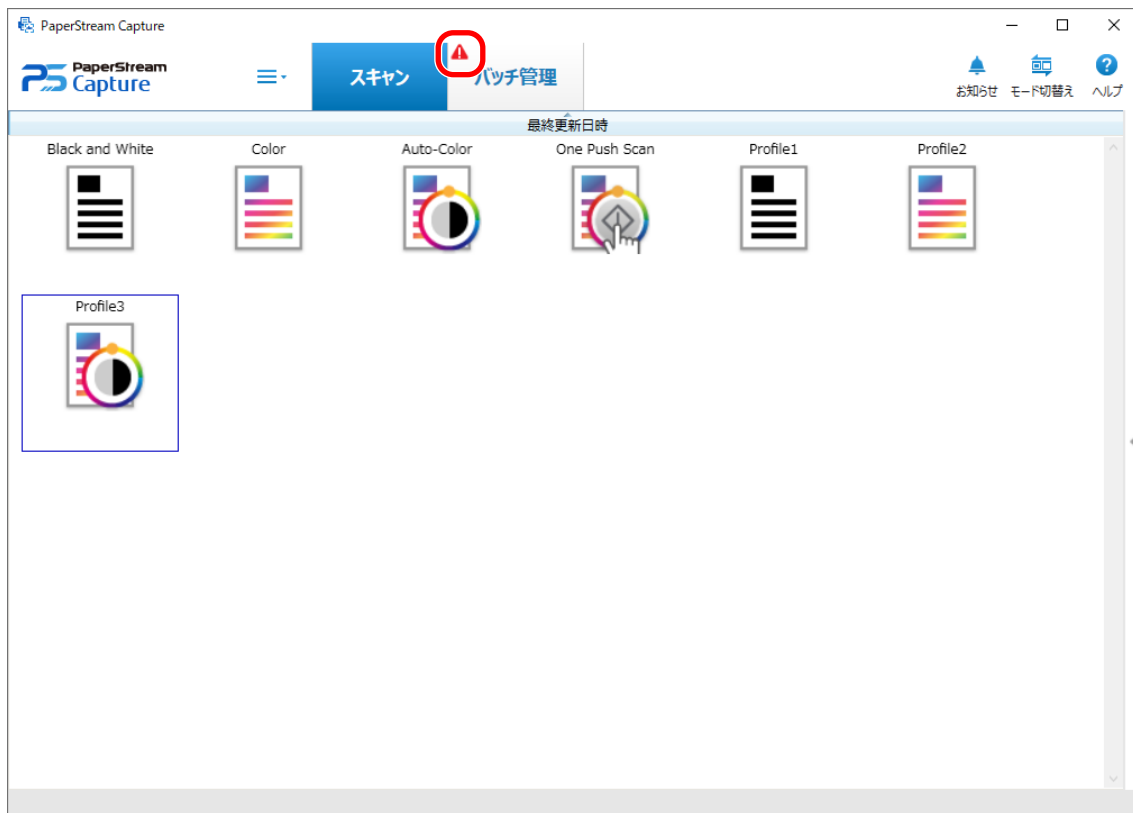 PaperStream Capture
PaperStream
Capture
スキャン
バッチ管理
お知らせ
モード切替え
ヘルプ
最終更新日時
Black and White
Color
Auto-Color
One Push Scan
Profile1
Profile2
Profile3